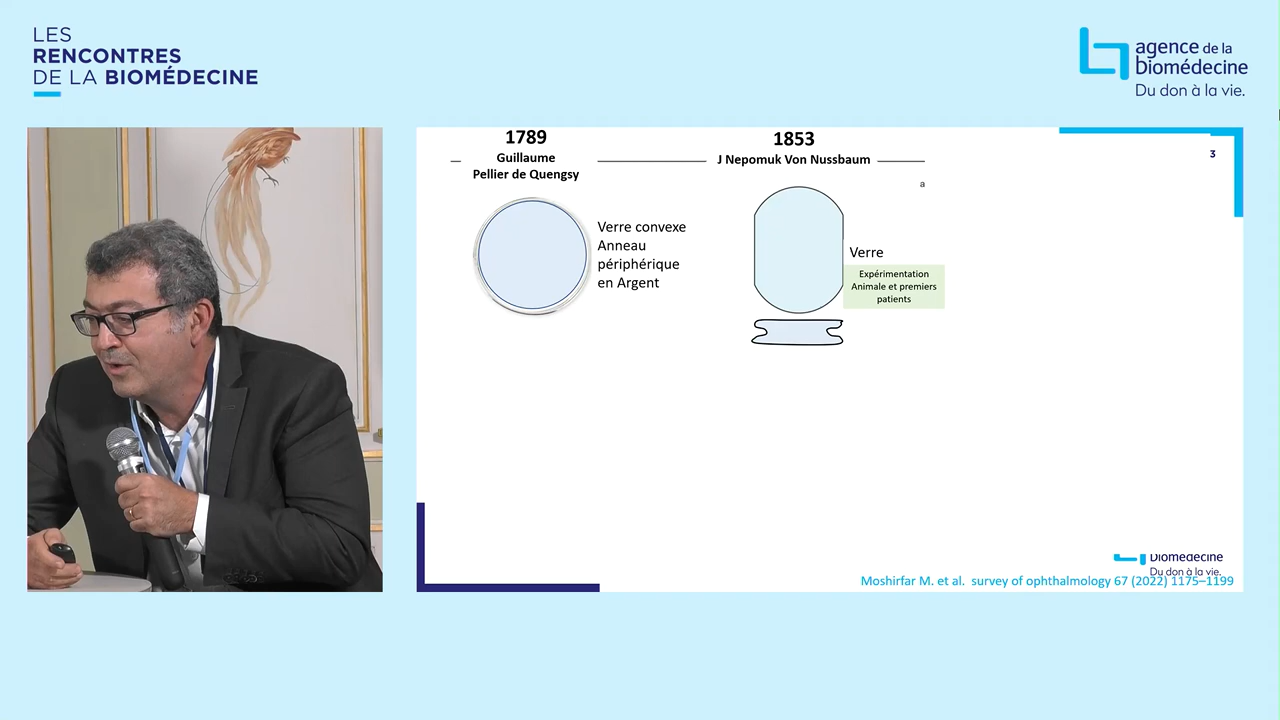 LES
RENCONTRES
DE LA BIOMÉDECINE
agence de la
biomédecine
Du don à la vie.
3
1789
Guillaume
Pellier de Quengsy
1853
J Nepomuk Von Nussbaum
a
Verre convexe
Anneau
périphérique
en Argent
Verre
Expérimentation
Animale et premiers
patients
biomédecine
Du don à la vie.
Moshirfar M. et al. survey of ophthalmology 67 (2022) 1175–1199